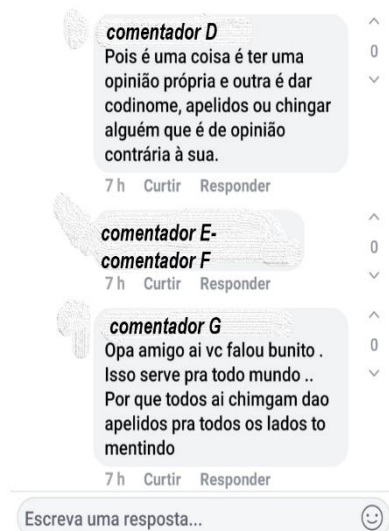 comentador D
Pois é uma coisa é ter uma
opinião própria e outra é dar
codinome, apelidos ou chingar
alguém que é de opinião
contrária à sua.
0
7 h Curtir Responder
comentador E-
comentador F
0
7 h Curtir Responder
comentador G
Opa amigo ai vc falou bunito .
Isso serve pra todo mundo ..
Por que todos ai chimgam dao
apelidos pra todos os lados to
mentindo
0
7 h Curtir Responder
Escreva uma resposta...